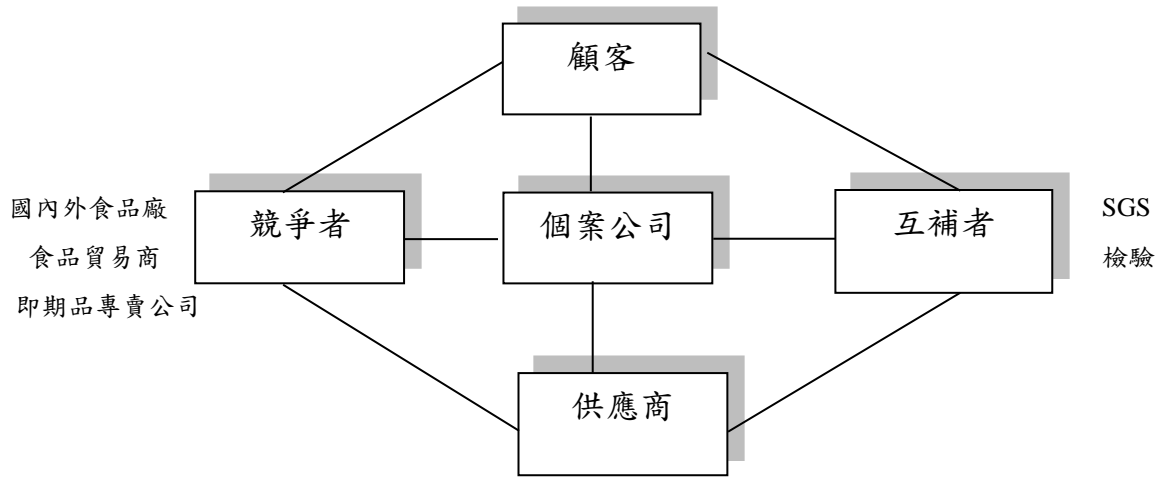 顧客
國內外食品廠
食品貿易商
即期品專賣公司
競爭者
個案公司
互補者
SGS
檢驗
供應商